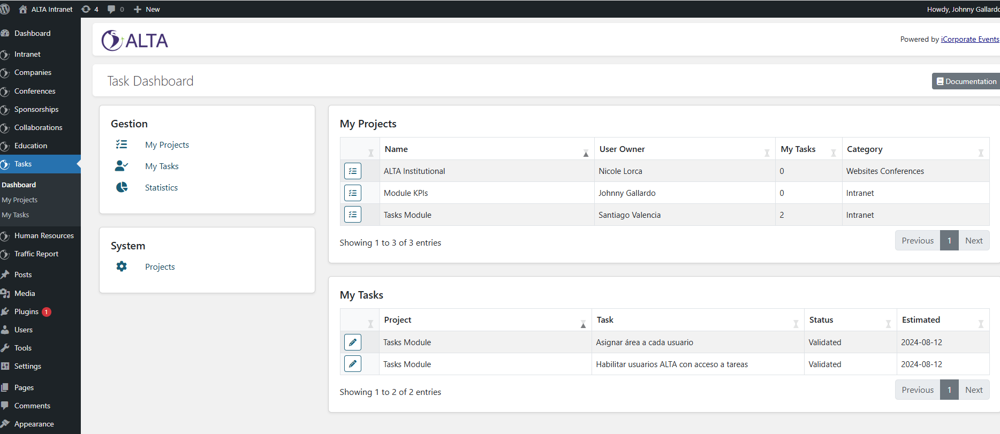 ALTA Intranet 4 0 New Howdy, Johnny Gallardo
Dashboard
Intranet
Companies
Conferences
Sponsorships
Collaborations
Education
Tasks
Dashboard
My Projects
My Tasks
Human Resources
Traffic Report
Posts
Media
Plugins 1
Users
Tools
Settings
Pages
Comments
Appearance
ALTA
Powered by iCorporate Events
Task Dashboard
Documentation
Gestion
My Projects
My Tasks
Statistics
System
Projects
My Projects
Name User Owner My Tasks Category
ALTA Institutional Nicole Lorca 0 Websites Conferences
Module KPIs Johnny Gallardo 0 Intranet
Tasks Module Santiago Valencia 2 Intranet
Showing 1 to 3 of 3 entries
Previous 1 Next
My Tasks
Project Task Status Estimated
Tasks Module Asignar área a cada usuario Validated 2024-08-12
Tasks Module Habilitar usuarios ALTA con acceso a tareas Validated 2024-08-12
Showing 1 to 2 of 2 entries
Previous 1 Next